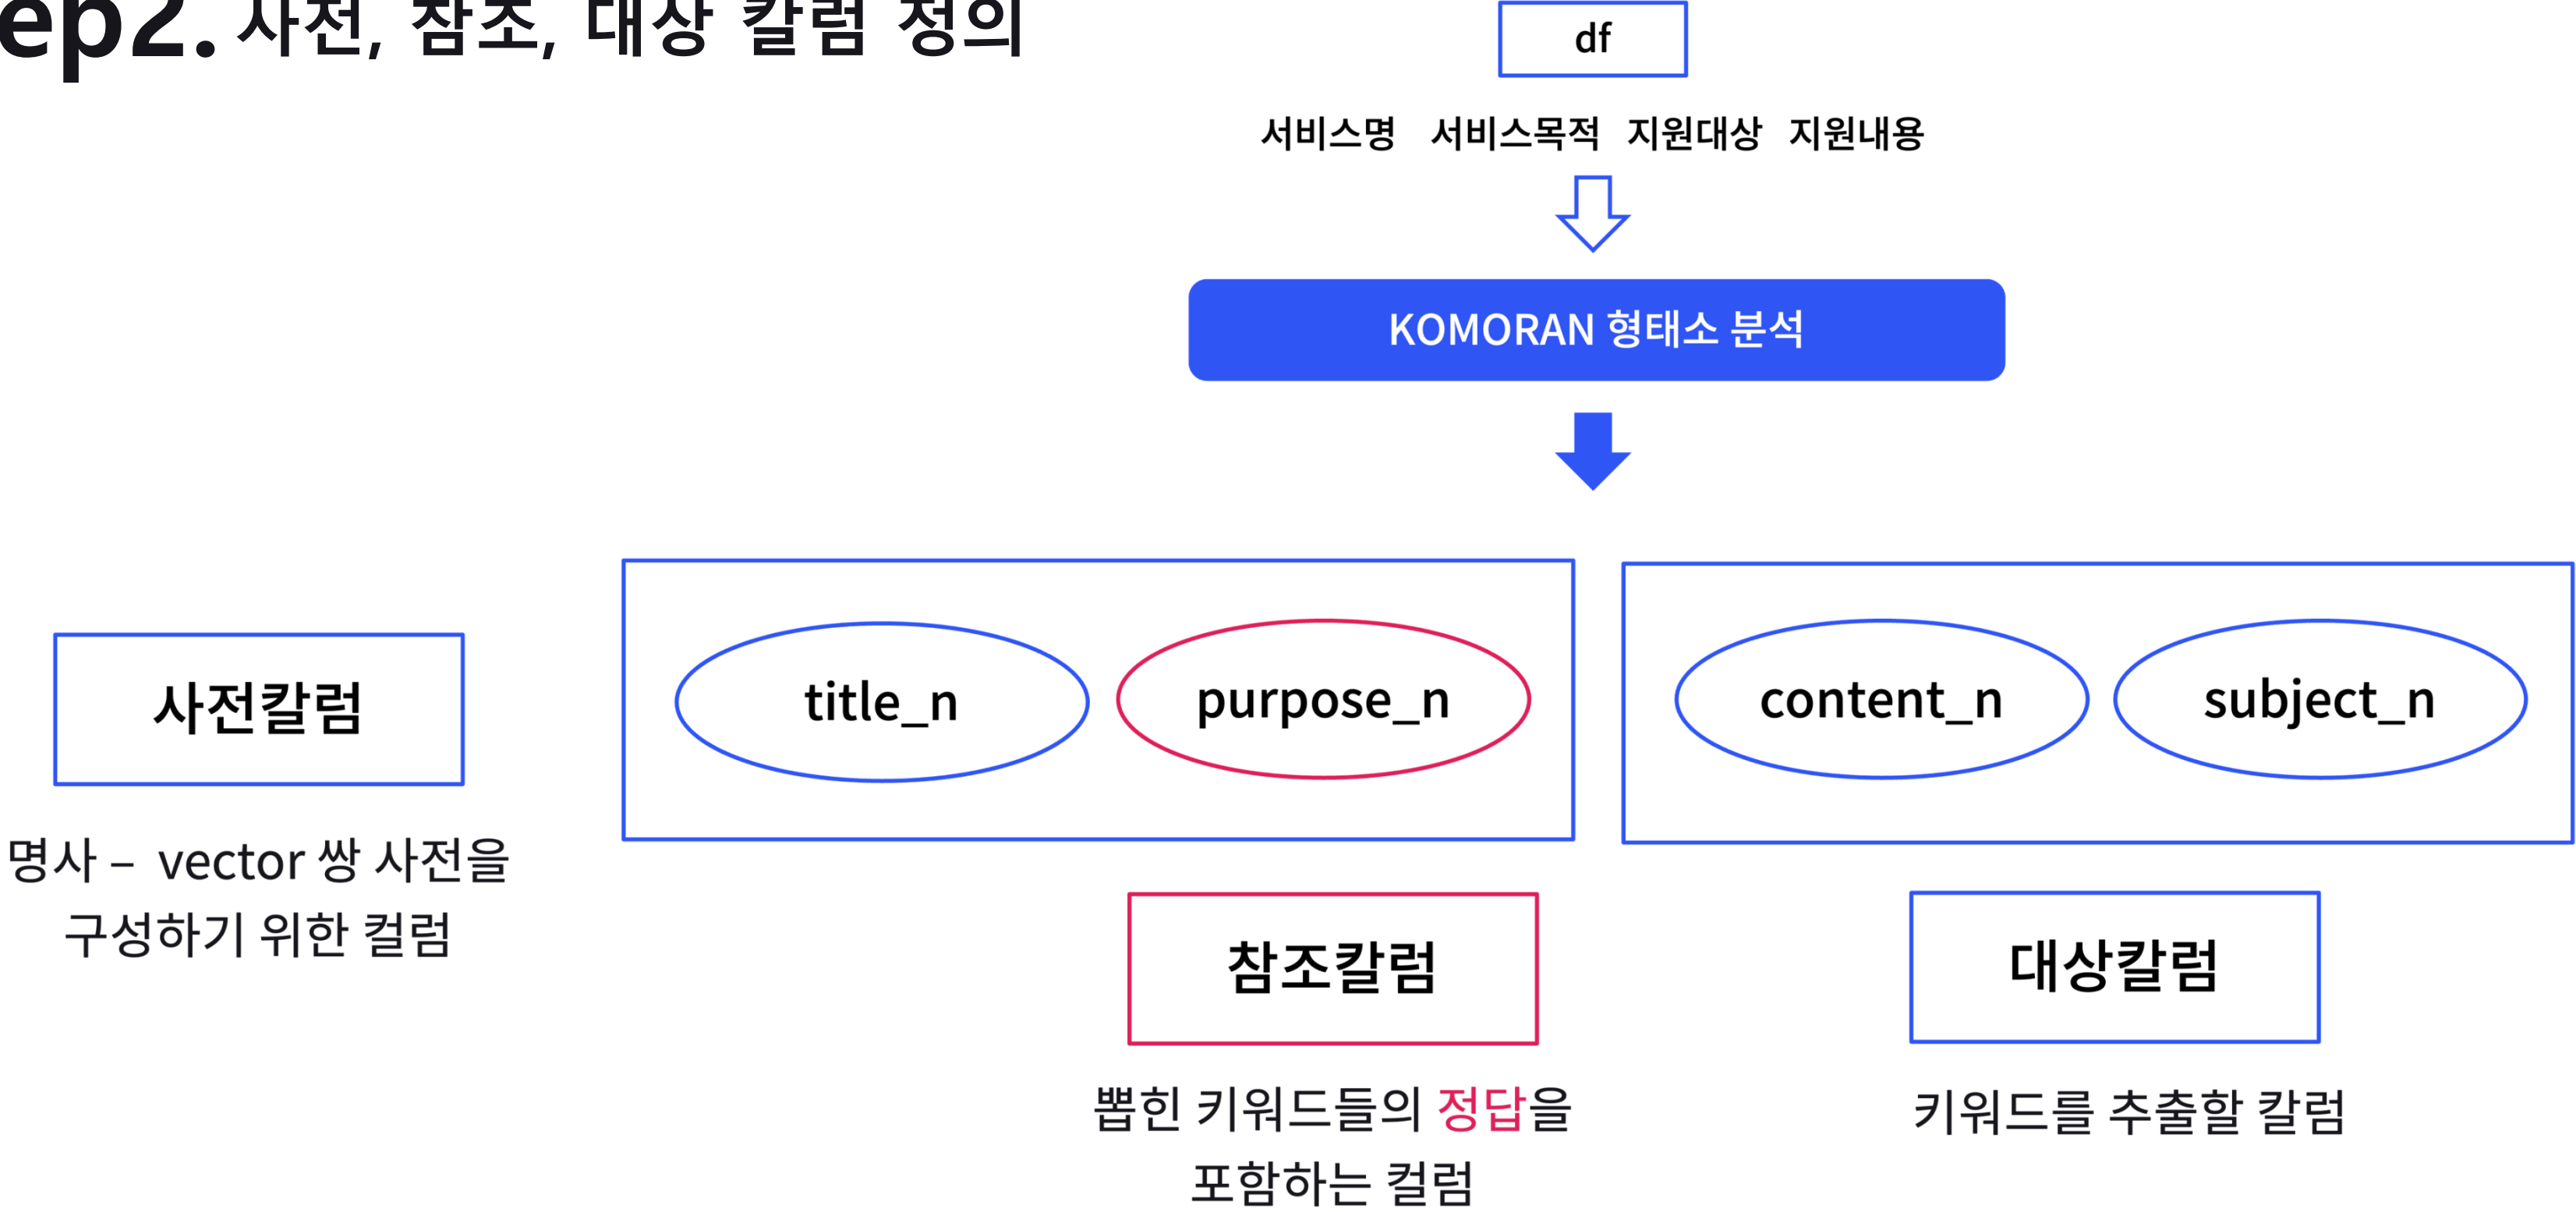 ep2. 사전, 참조, 대상 칼럼 정의
df
서비스명 서비스목적 지원대상 지원내용
KOMORAN 형태소 분석
사전칼럼
명사 – vector 쌍 사전을
구성하기 위한 컬럼
title_n
purpose_n
content_n
subject_n
참조칼럼
뽑힌 키워드들의 정답을
포함하는 컬럼
대상칼럼
키워드를 추출할 칼럼